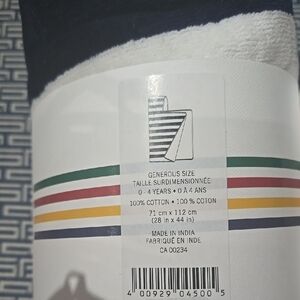 GENEROUS SIZE
TAILLE SURDIMENSIONNÉE
0 - 4 YEARS • 0 À 4 ANS
100% COTTON • 100 % COTON
71 cm x 112 cm
(28 in x 44 in)
MADE IN INDIA
FABRIQUÉ EN INDE
CA 00234
4 00929 04500 5